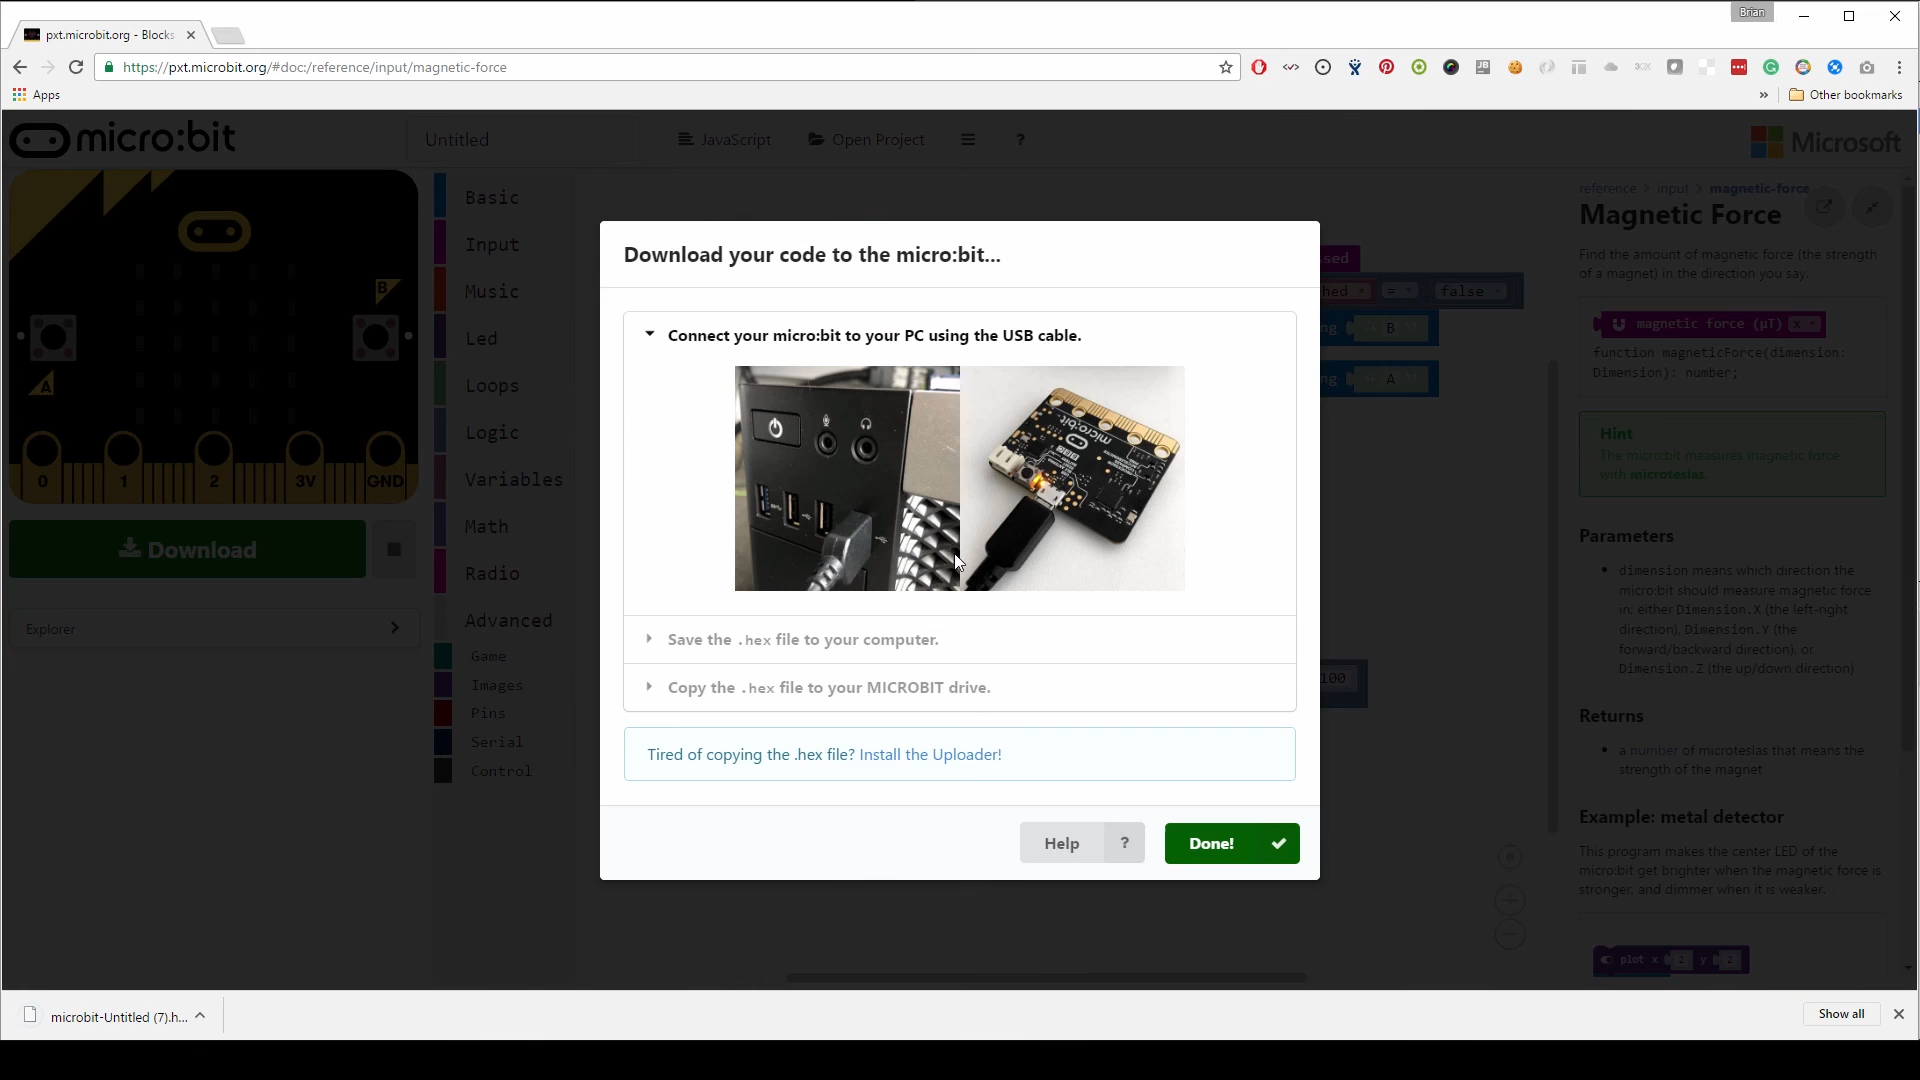 Brian
pxt.microbit.org - Blocks
https://pxt.microbit.org/#doc:/reference/input/magnetic-force
Apps
Other bookmarks
micro:bit
Untitled
JavaScript
Open Project
?
Microsoft
B
A
0
1
2
3V
GND
Download
Explorer
Basic
Input
Music
Led
Loops
Logic
Variables
Math
Radio
Advanced
Game
Images
Pins
Serial
Control
Download your code to the micro:bit...
Connect your micro:bit to your PC using the USB cable.
micro:bit
Save the .hex file to your computer.
Copy the .hex file to your MICROBIT drive.
Tired of copying the .hex file? Install the Uploader!
Help ?
Done!
= false
B
A
100
reference > input > magnetic-force
Magnetic Force
Find the amount of magnetic force (the strength
of a magnet) in the direction you say.
magnetic force (µT) x
function magneticForce(dimension:
Dimension): number;
Hint
The micro:bit measures magnetic force
with microteslas.
Parameters
dimension means which direction the
micro:bit should measure magnetic force
in: either Dimension.X (the left-right
direction), Dimension.Y (the
forward/backward direction), or
Dimension.Z (the up/down direction)
Returns
a number of microteslas that means the
strength of the magnet
Example: metal detector
This program makes the center LED of the
micro:bit get brighter when the magnetic force is
stronger, and dimmer when it is weaker.
plot x 2 y 2
microbit-Untitled (7).h...
Show all